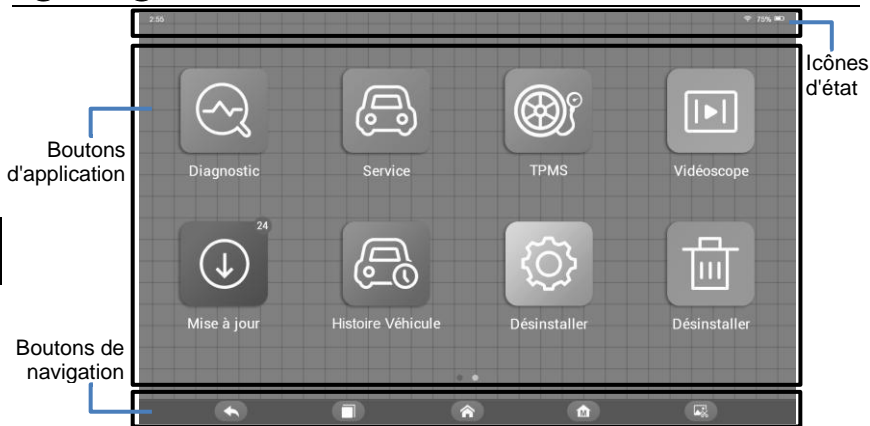 2:55
75%
Icônes
d'état
Boutons
d'application
Diagnostic
Service
TPMS
Vidéoscope
24
Mise à jour
Histoire Véhicule
Désinstaller
Désinstaller
Boutons de
navigation
M